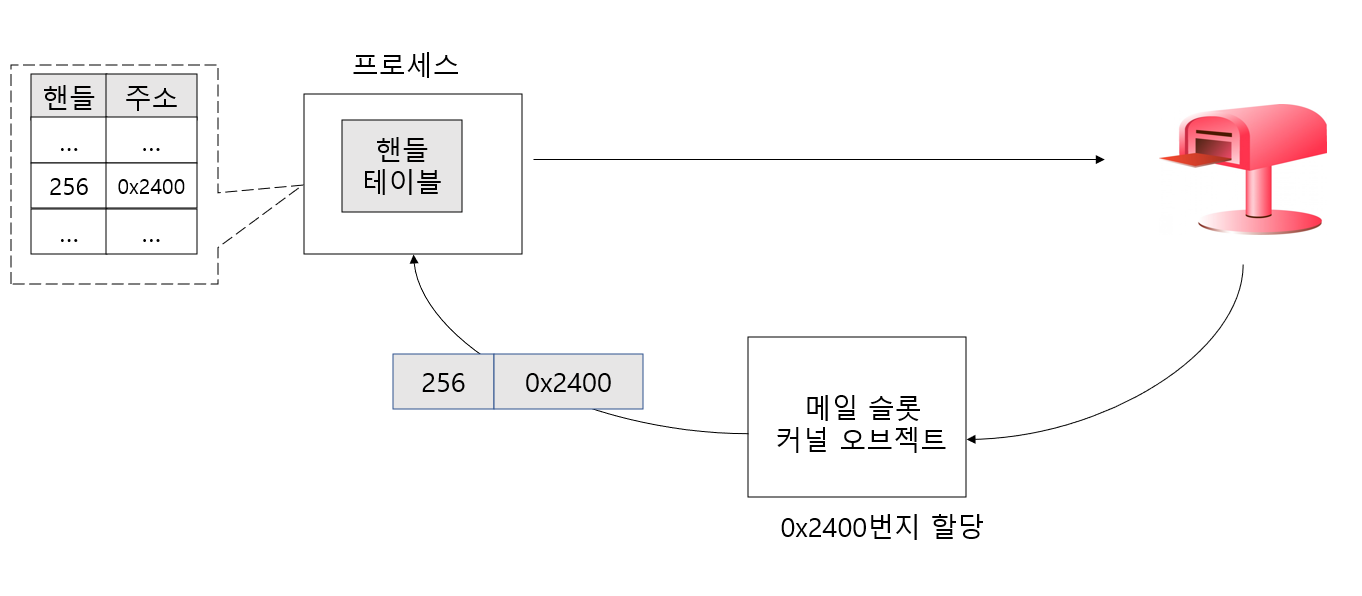 프로세스
핸들 주소
... ...
256 0x2400
... ...
핸들
테이블
256 0x2400
메일 슬롯
커널 오브젝트
0x2400번지 할당